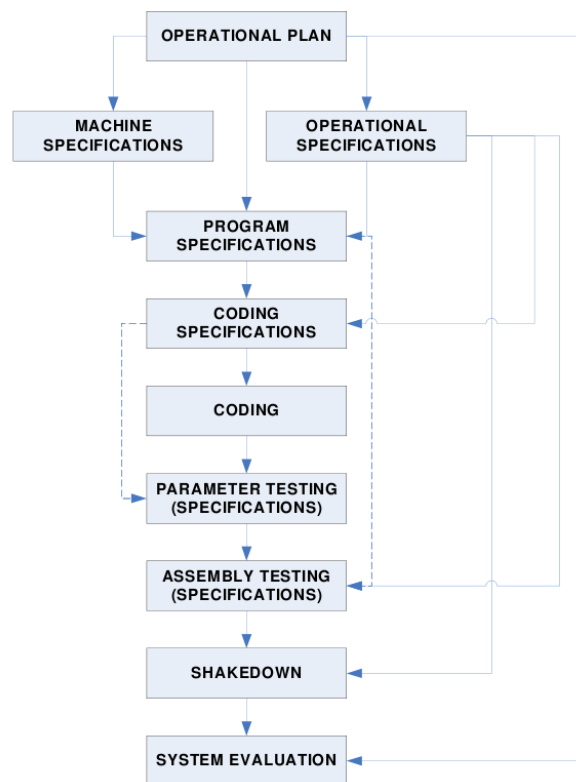 OPERATIONAL PLAN
MACHINE
SPECIFICATIONS
OPERATIONAL
SPECIFICATIONS
PROGRAM
SPECIFICATIONS
CODING
SPECIFICATIONS
CODING
PARAMETER TESTING
(SPECIFICATIONS)
ASSEMBLY TESTING
(SPECIFICATIONS)
SHAKEDOWN
SYSTEM EVALUATION